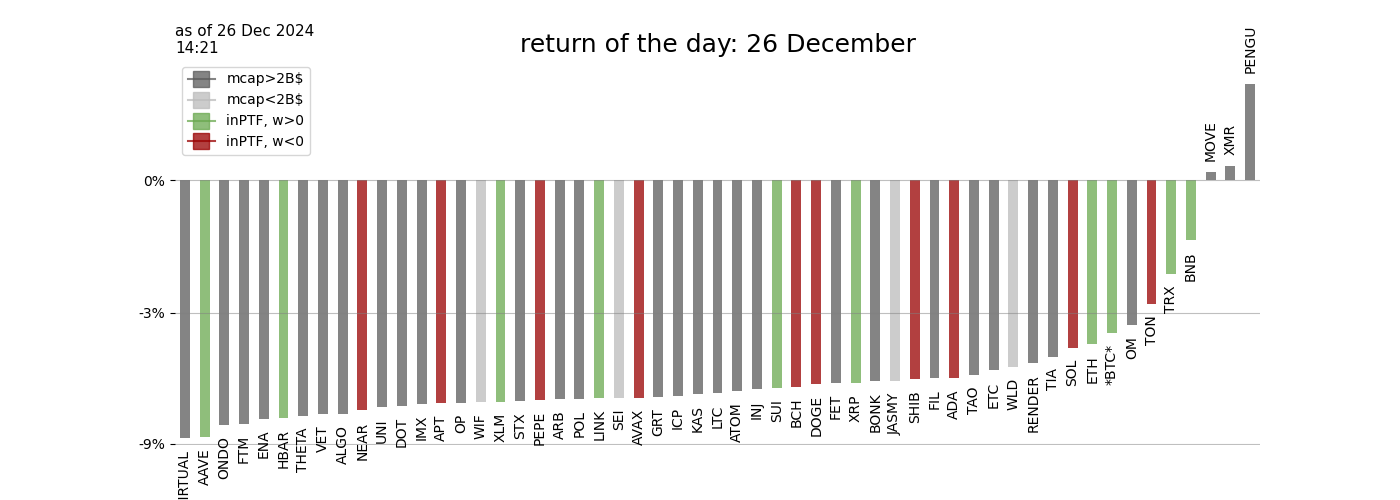 as of 26 Dec 2024
14:21
return of the day: 26 December
mcap>2B$
mcap<2B$
inPTF, w>0
inPTF, w<0
0%
-3%
-9%
IRTUAL
AAVE
ONDO
FTM
ENA
HBAR
THETA
VET
ALGO
NEAR
UNI
DOT
IMX
APT
OP
WIF
XLM
STX
PEPE
ARB
POL
LINK
SEI
AVAX
GRT
ICP
KAS
LTC
ATOM
INJ
SUI
BCH
DOGE
FET
XRP
BONK
JASMY
SHIB
FIL
ADA
TAO
ETC
WLD
RENDER
TIA
SOL
ETH
*BTC*
OM
TON
TRX
BNB
MOVE
XMR
PENGU